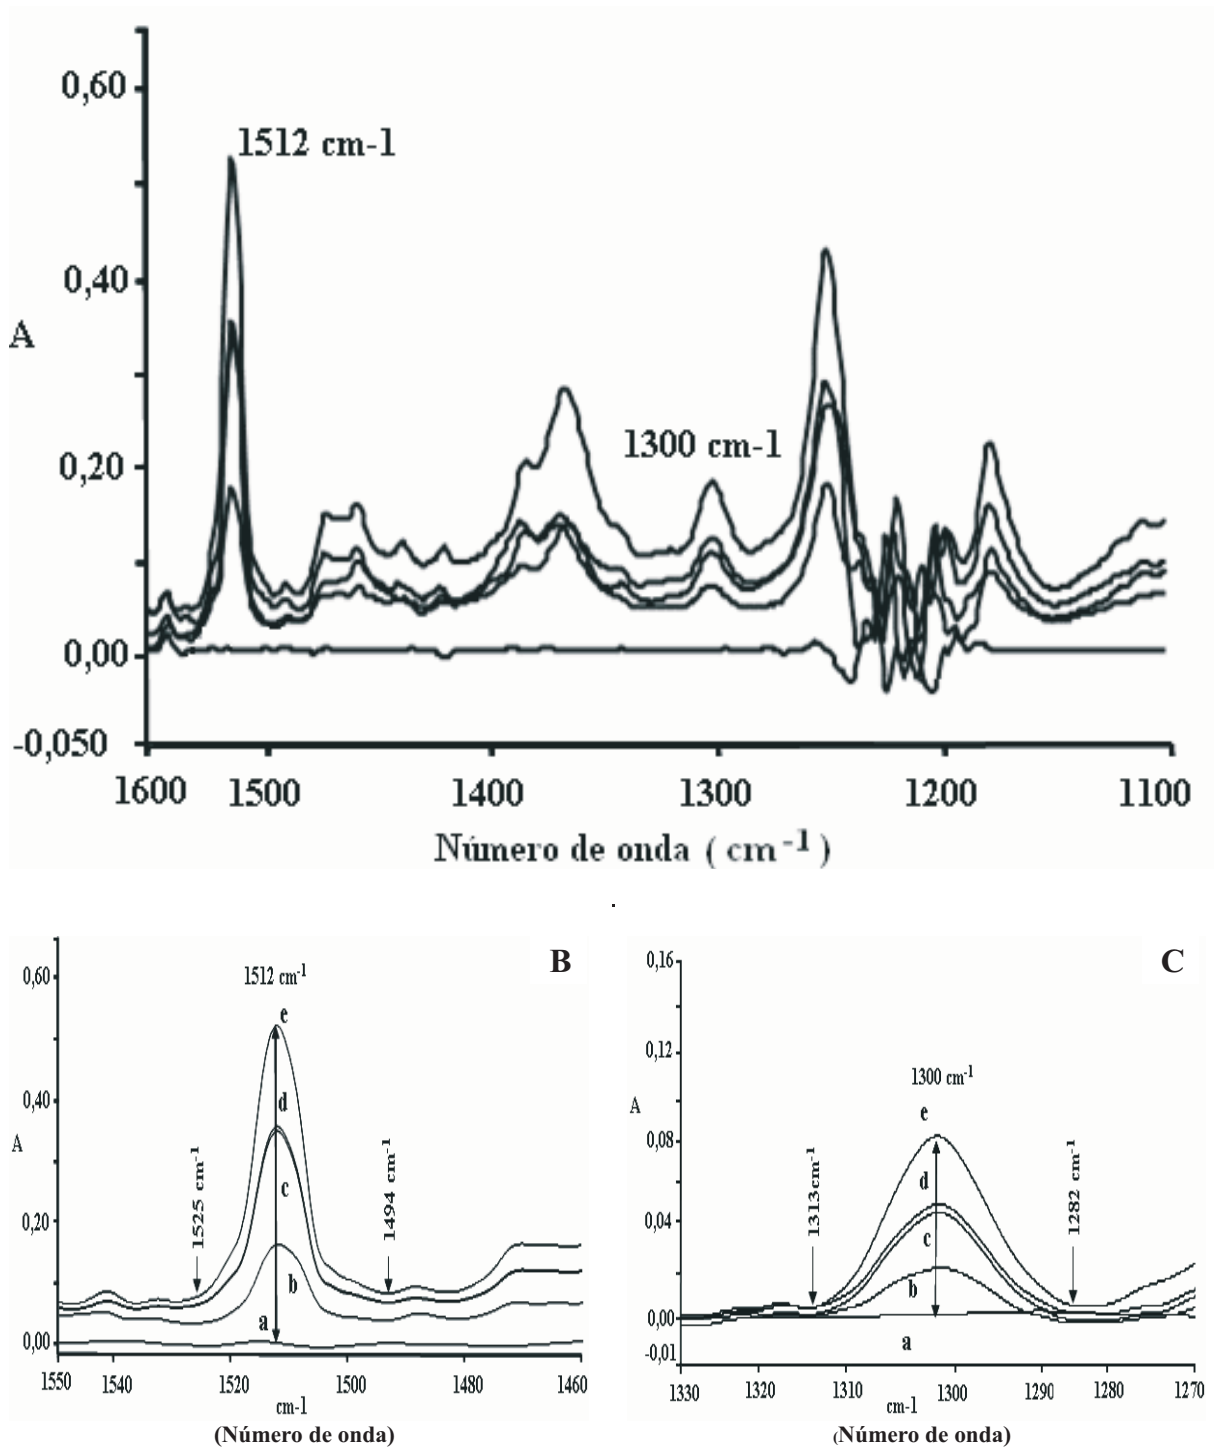 0,60
1512 cm-1
0,40
A
1300 cm-1
0,20
0,00
-0,050
1600 1500 1400 1300 1200 1100
Número de onda ( cm-1 )
.
B
1512 cm-1
0,60
e
0,40
d
A
1525 cm-1
c
1494 cm-1
0,20
b
a
0,00
1550 1540 1520 1500 1480 1460
cm-1
(Número de onda)
C
0,16
0,12
1300 cm-1
A
e
0,08
1313cm-1
d
1282 cm-1
0,04
c
b
0,00
a
-0,01
1330 1320 1310 1300 1290 1280 1270
cm-1
(Número de onda)